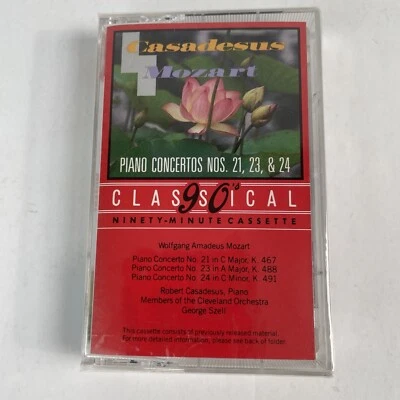 Casadesus
4
Mozart
PIANO CONCERTOS NOS. 21, 23, & 24
CLASSICAL
90's
NINETY-MINUTE CASSETTE
Wolfgang Amadeus Mozart
Piano Concerto No. 21 in C Major, K. 467
Piano Concerto No. 23 in A Major, K. 488
Piano Concerto No. 24 in C Minor, K. 491
Robert Casadesus, Piano
Members of the Cleveland Orchestra
George Szell
This cassette consists of previously released material.
For more detailed information, please see back of folder.